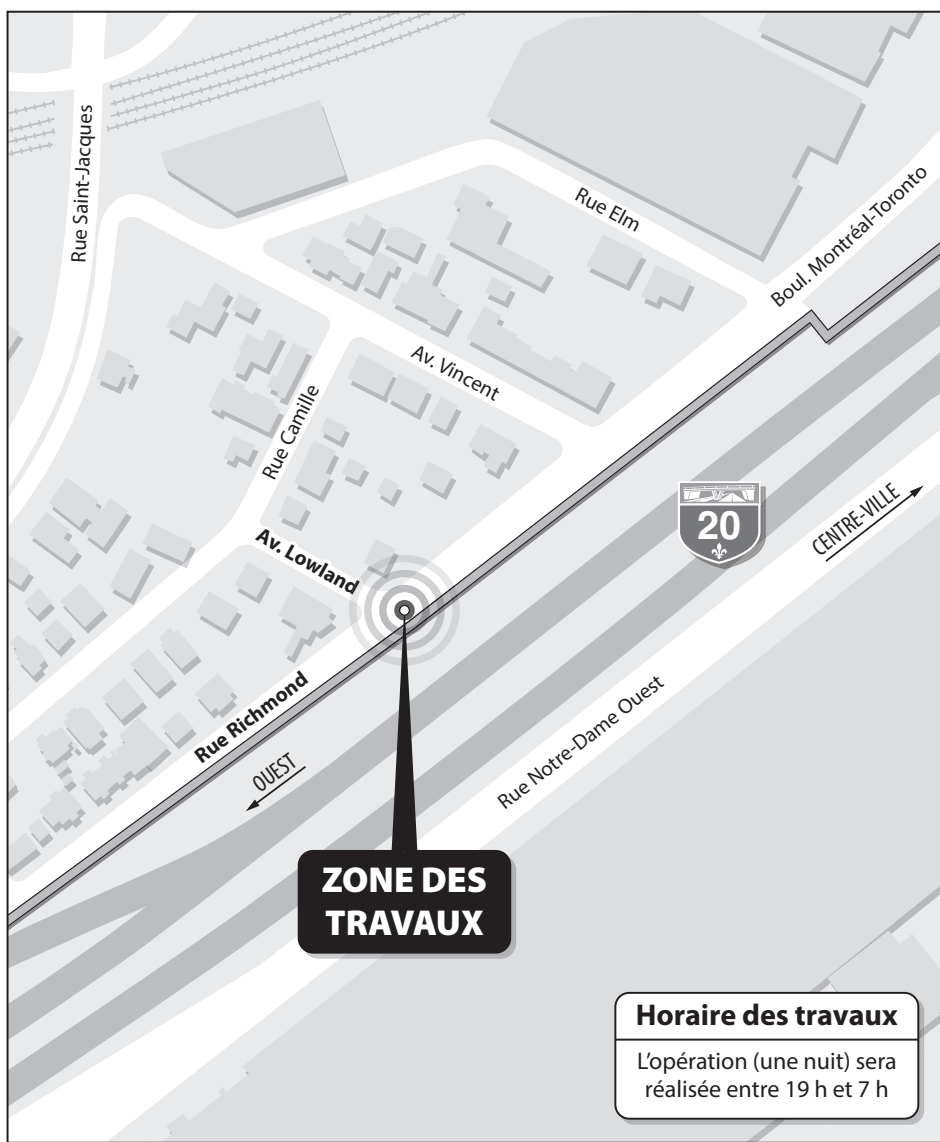 Rue Saint-Jacques
Rue Elm
Boul. Montréal-Toronto
Av. Vincent
Rue Camille
Av. Lowland
20
CENTRE-VILLE
Rue Richmond
OUEST
Rue Notre-Dame Ouest
ZONE DES
TRAVAUX
Horaire des travaux
L'opération (une nuit) sera
réalisée entre 19 h et 7 h